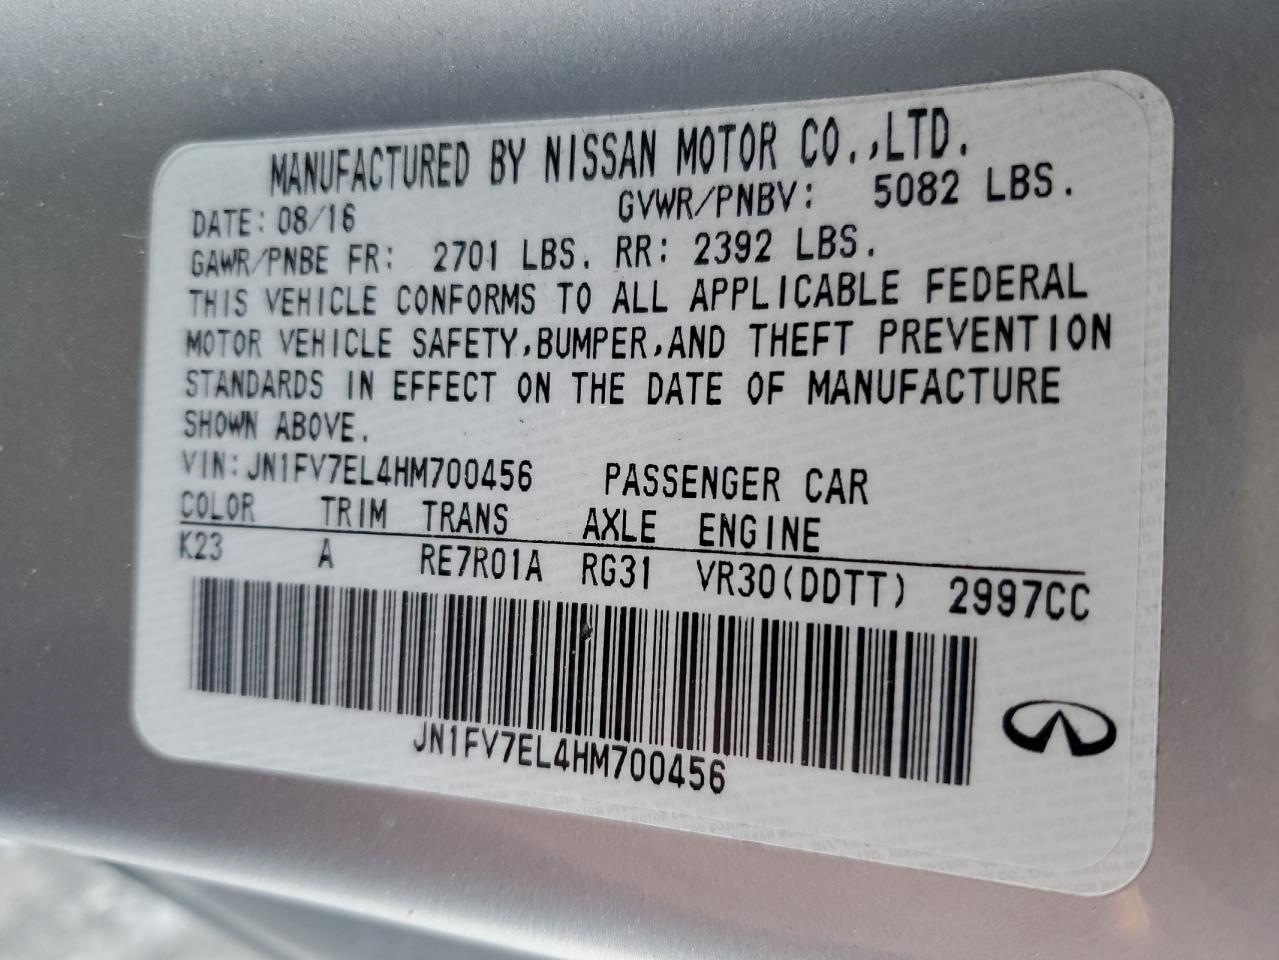 MANUFACTURED BY NISSAN MOTOR CO.,LTD.
DATE: 08/16 GVWR/PNBV: 5082 LBS.
GAWR/PNBE FR: 2701 LBS. RR: 2392 LBS.
THIS VEHICLE CONFORMS TO ALL APPLICABLE FEDERAL
MOTOR VEHICLE SAFETY,BUMPER,AND THEFT PREVENTION
STANDARDS IN EFFECT ON THE DATE OF MANUFACTURE
SHOWN ABOVE.
VIN:JN1FV7EL4HM700456 PASSENGER CAR
COLOR TRIM TRANS AXLE ENGINE
K23 A RE7R01A RG31 VR30(DDTT) 2997CC
JN1FV7EL4HM700456